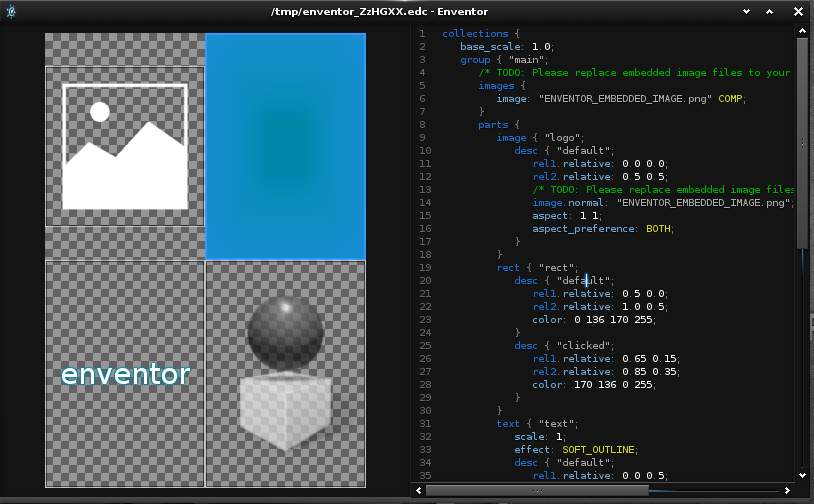 /tmp/enventor_ZzHGXX.edc - Enventor
enventor
1 collections {
2 base_scale: 1.0;
3 group { "main";
4 /* TODO: Please replace embedded image files to your
5 images {
6 image: "ENVENTOR_EMBEDDED_IMAGE.png" COMP;
7 }
8 parts {
9 image { "logo";
10 desc { "default";
11 rel1.relative: 0.0 0.0;
12 rel2.relative: 0.5 0.5;
13 /* TODO: Please replace embedded image files
14 image.normal: "ENVENTOR_EMBEDDED_IMAGE.png";
15 aspect: 1 1;
16 aspect_preference: BOTH;
17 }
18 }
19 rect { "rect";
20 desc { "default";
21 rel1.relative: 0.5 0.0;
22 rel2.relative: 1.0 0.5;
23 color: 0 136 170 255;
24 }
25 desc { "clicked";
26 rel1.relative: 0.65 0.15;
27 rel2.relative: 0.85 0.35;
28 color: 170 136 0 255;
29 }
30 }
31 text { "text";
32 scale: 1;
33 effect: SOFT_OUTLINE;
34 desc { "default";
35 rel1.relative: 0.0 0.5;